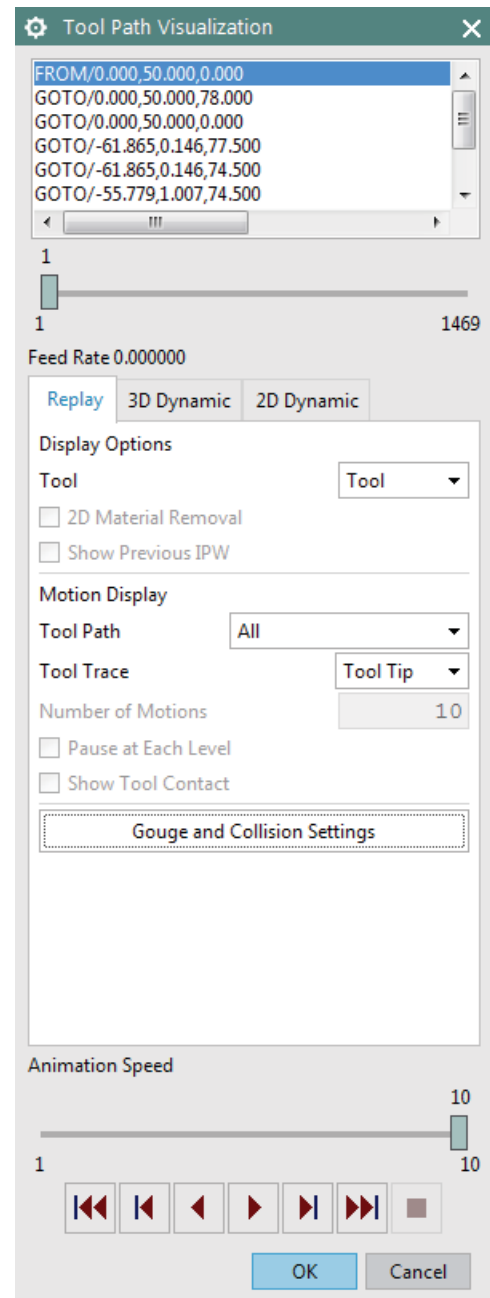 Tool Path Visualization
FROM/0.000,50.000,0.000
GOTO/0.000,50.000,78.000
GOTO/0.000,50.000,0.000
GOTO/-61.865,0.146,77.500
GOTO/-61.865,0.146,74.500
GOTO/-55.779,1.007,74.500
1
1 1469
Feed Rate 0.000000
Replay 3D Dynamic 2D Dynamic
Display Options
Tool Tool
2D Material Removal
Show Previous IPW
Motion Display
Tool Path All
Tool Trace Tool Tip
Number of Motions 10
Pause at Each Level
Show Tool Contact
Gouge and Collision Settings
Animation Speed
10
1 10
OK Cancel